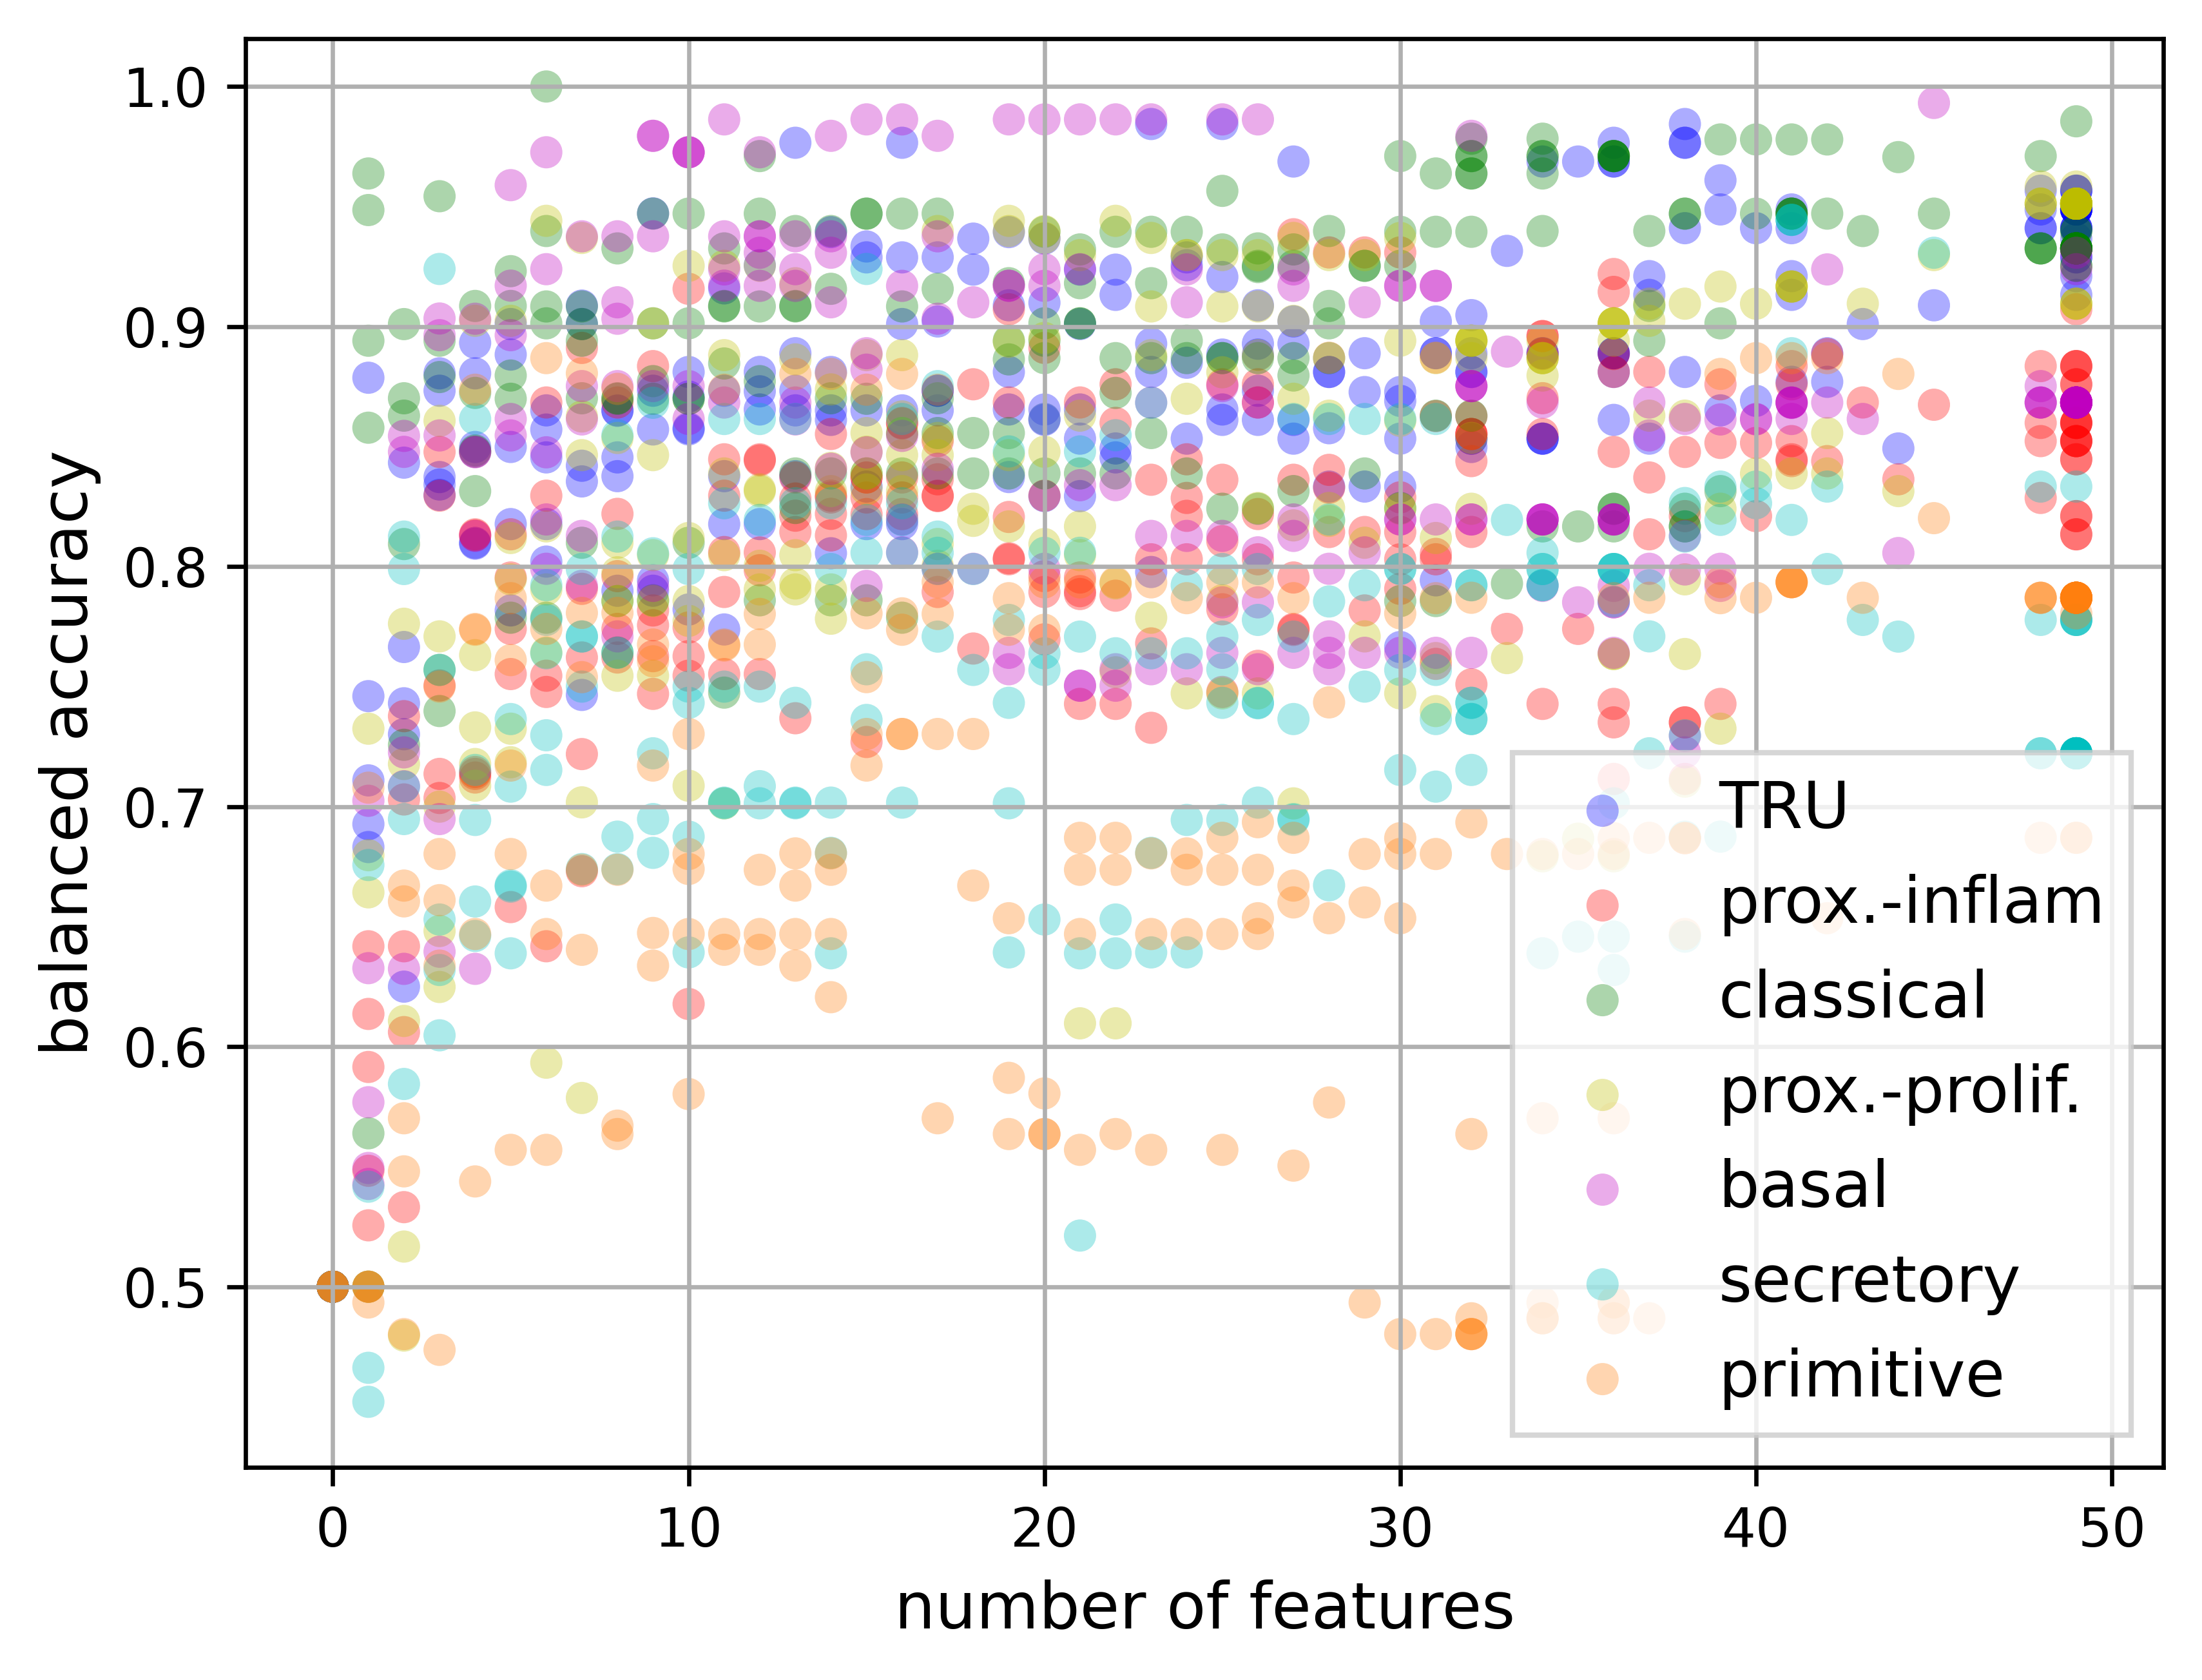 balanced accuracy
1.0
0.9
0.8
0.7
0.6
0.5
TRU
prox.-inflam
classical
prox.-prolif.
basal
secretory
primitive
0 10 20 30 40 50
number of features